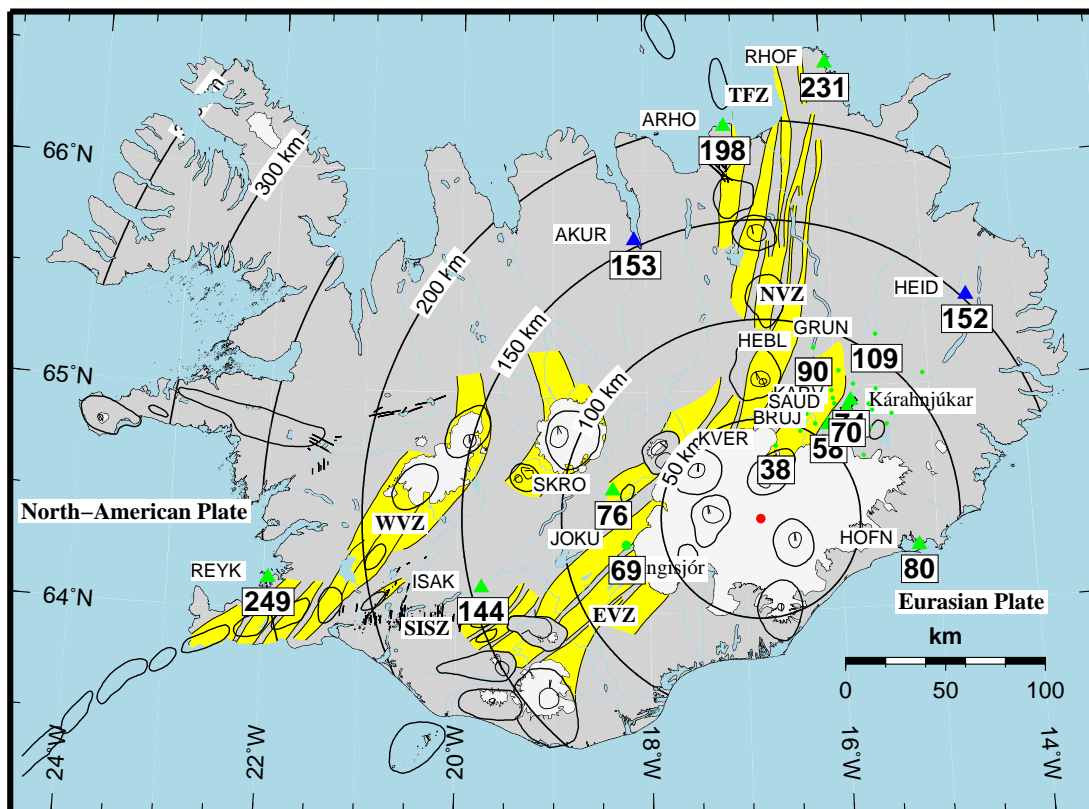 RHOF
231
TFZ
ARHO
198
66°N
300 km
AKUR
153
200 km
HEID
152
NVZ
150 km
GRUN
HEBL
109
90
65°N
100 km
KARV
SAUD
Kárahnjúkar
BRUJ
74
70
KVER
58
50 km
38
SKRO
North–American Plate
WVZ
76
JOKU
HOFN
69
ngisjór
80
REYK
ISAK
249
144
64°N
Eurasian Plate
SISZ
EVZ
km
0 50 100
24°W
22°W
20°W
18°W
16°W
14°W